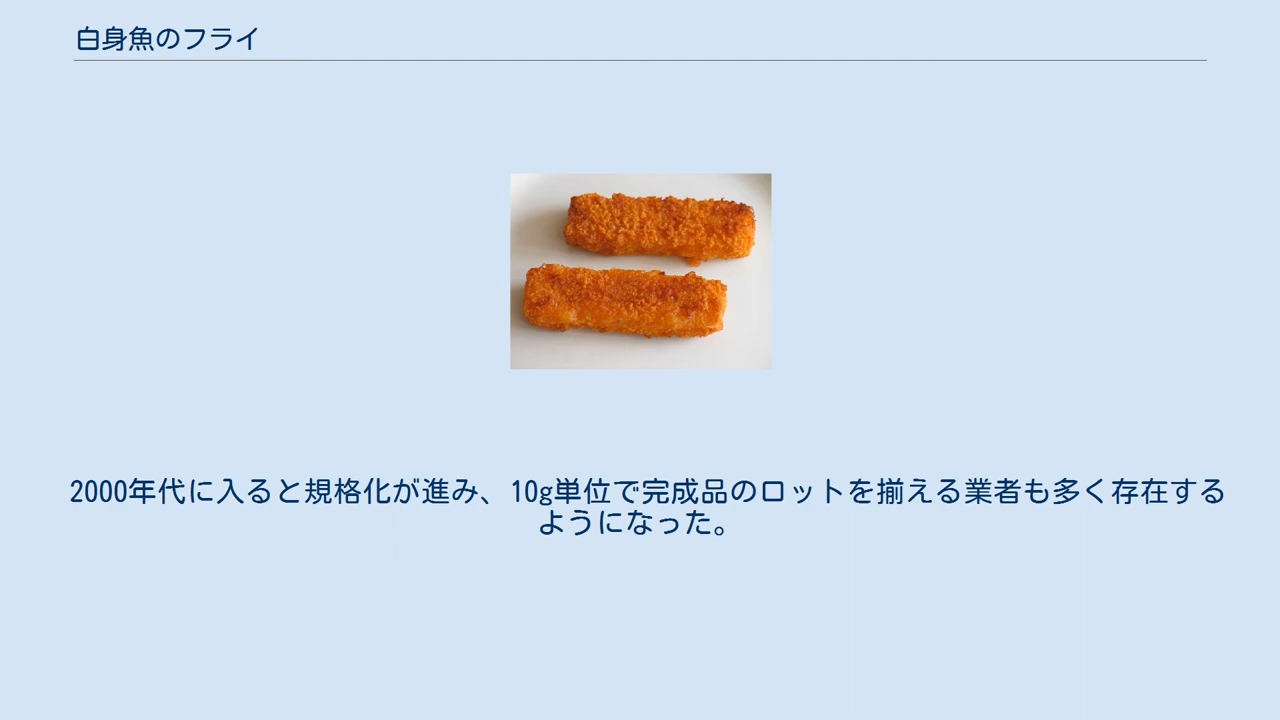 白身魚のフライ
2000年代に入ると規格化が進み、10g単位で完成品のロットを揃える業者も多く存在する
ようになった。